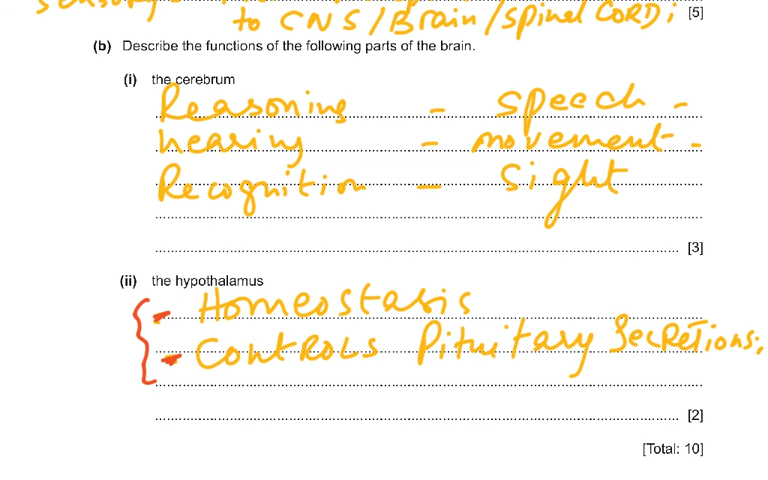 to CNS/Brain/spinal CORD; [5]
(b) Describe the functions of the following parts of the brain.
(i) the cerebrum
Reasoning - speech -
hearing - movement -
Recognition - Sight
[3]
(ii) the hypothalamus
- Homeostasis
- CONtROLS Pituitary SecRETions;
[2]
[Total: 10]